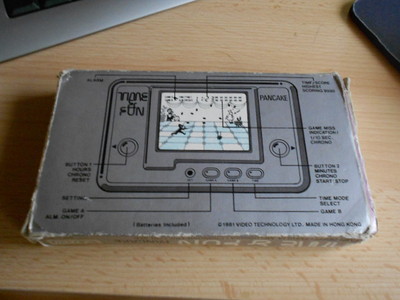 ALARM
TIME/SCORE
HIGHEST
SCORING MARK
TIME
&
FUN
PANCAKE
GAME MISS
INDICATOR/
1/10 SEC.
CHRONO
BUTTON 1
HOURS
CHRONO
RESET
BUTTON 2
MINUTES
CHRONO
START/STOP
SETTING
TIME MODE
SELECT
GAME A
ALM. ON/OFF
GAME B
(Batteries Included)
©1981 VIDEO TECHNOLOGY LTD. MADE IN HONG KONG